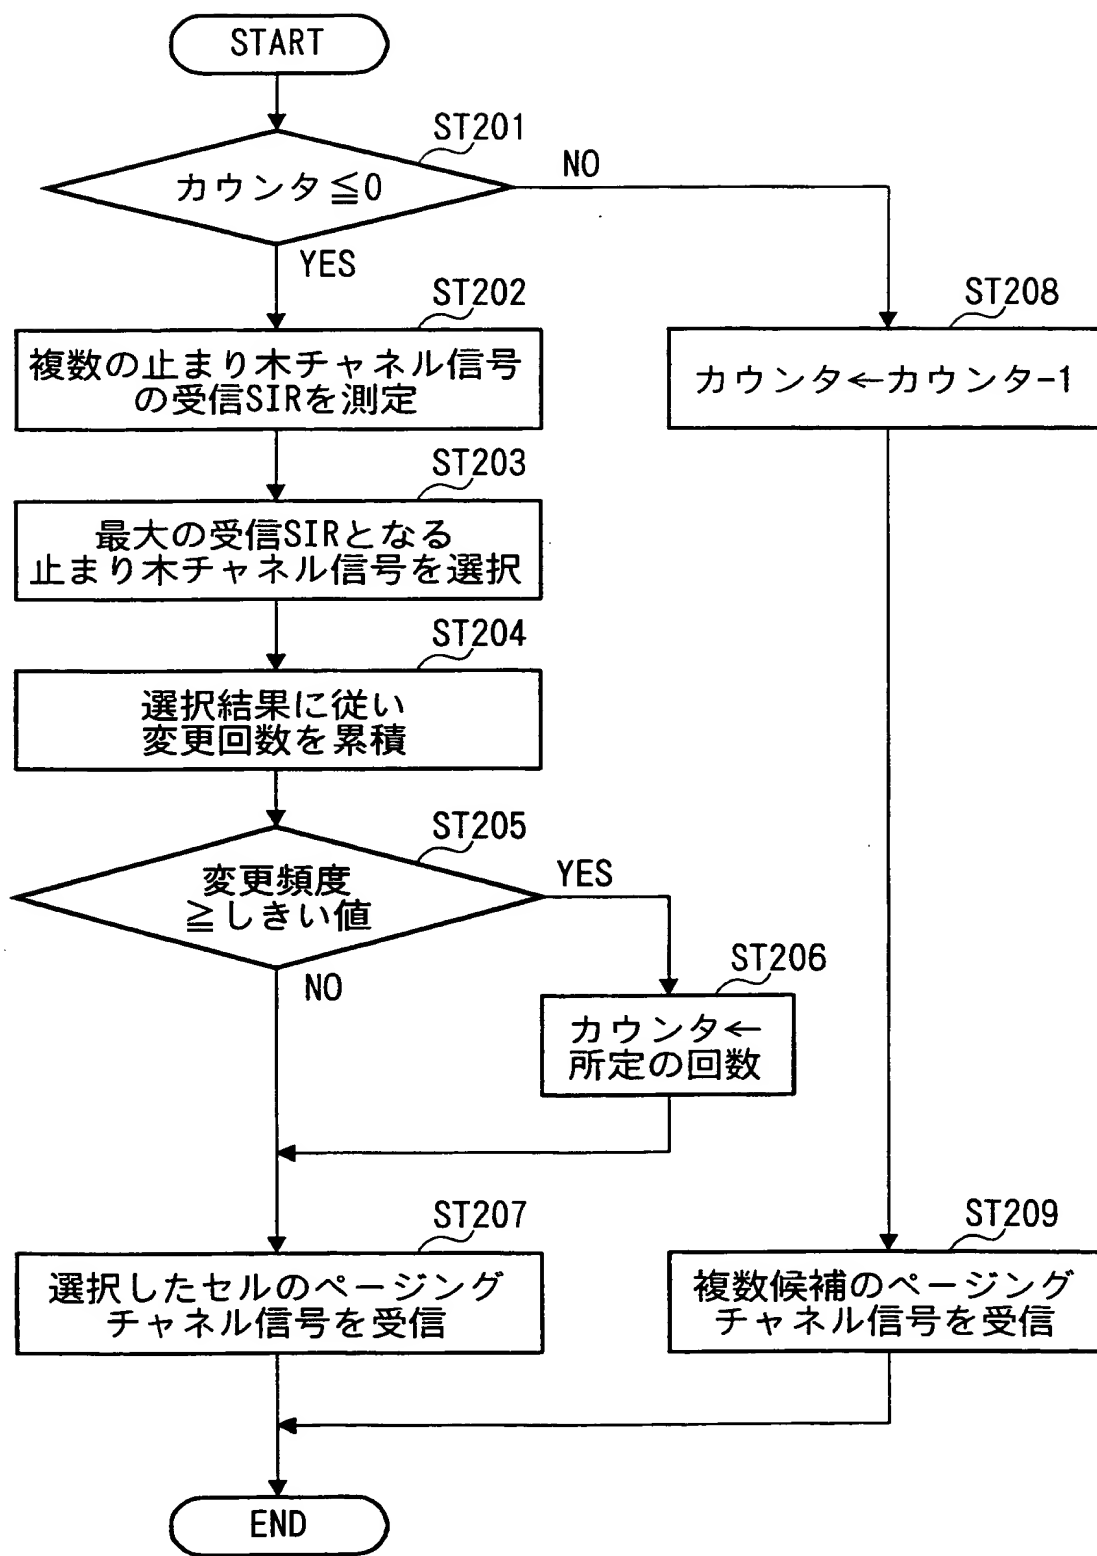 START
ST201
カウンタ≦0
NO
YES
ST202
複数の止まり木チャネル信号
の受信SIRを測定
ST208
カウンタ←カウンタ-1
ST203
最大の受信SIRとなる
止まり木チャネル信号を選択
ST204
選択結果に従い
変更回数を累積
ST205
変更頻度
≧しきい値
YES
NO
ST206
カウンタ←
所定の回数
ST207
選択したセルのページング
チャネル信号を受信
ST209
複数候補のページング
チャネル信号を受信
END